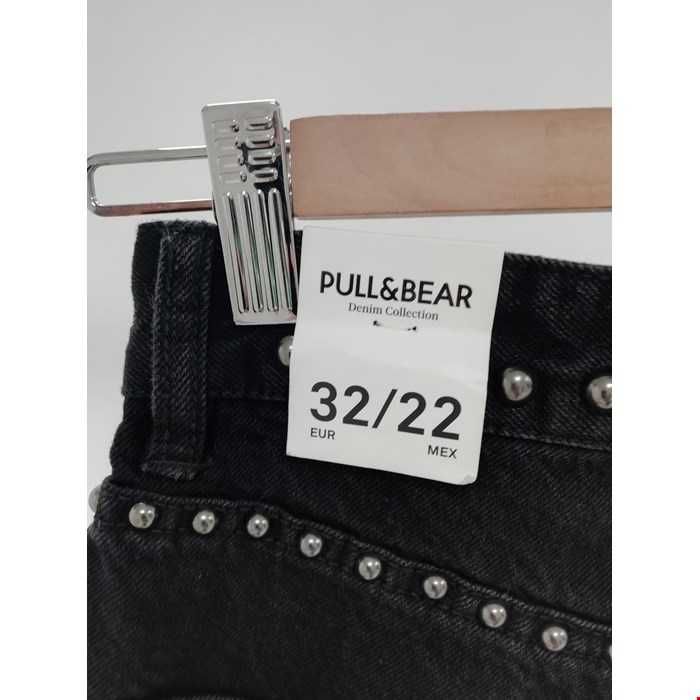 PULL&BEAR
Denim Collection
32/22
EUR MEX